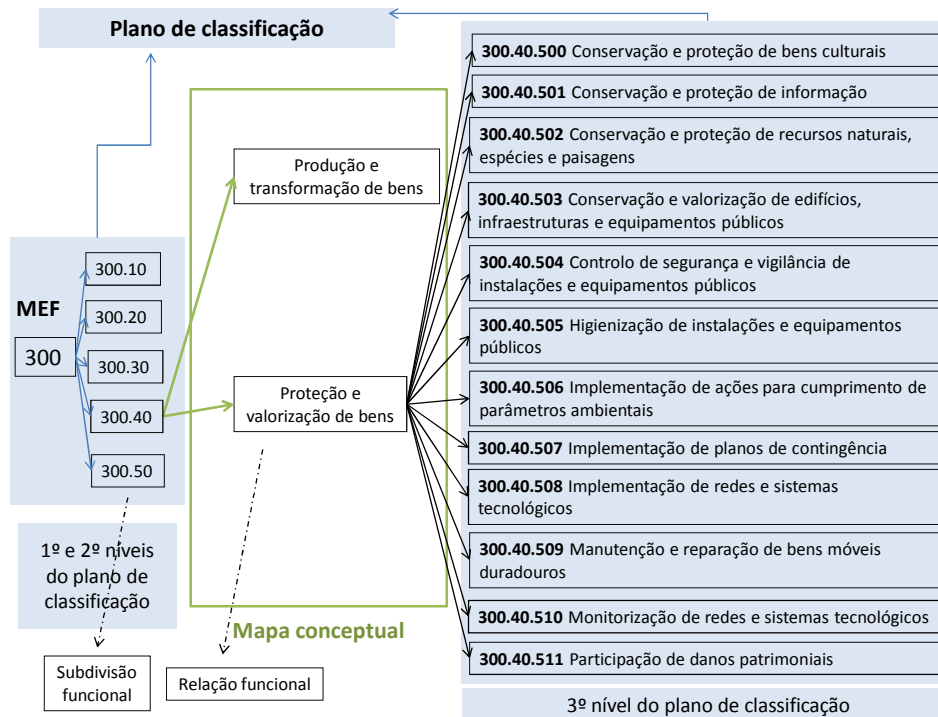 Plano de classificação
300.40.500 Conservação e proteção de bens culturais
300.40.501 Conservação e proteção de informação
300.40.502 Conservação e proteção de recursos naturais,
espécies e paisagens
300.40.503 Conservação e valorização de edifícios,
infraestruturas e equipamentos públicos
300.40.504 Controlo de segurança e vigilância de
instalações e equipamentos públicos
300.40.505 Higienização de instalações e equipamentos
públicos
300.40.506 Implementação de ações para cumprimento de
parâmetros ambientais
300.40.507 Implementação de planos de contingência
300.40.508 Implementação de redes e sistemas
tecnológicos
300.40.509 Manutenção e reparação de bens móveis
duradouros
300.40.510 Monitorização de redes e sistemas tecnológicos
300.40.511 Participação de danos patrimoniais
3º nível do plano de classificação
Produção e
transformação de bens
Proteção e
valorização de bens
Mapa conceptual
MEF
300
300.10
300.20
300.30
300.40
300.50
1º e 2º níveis
do plano de
classificação
Subdivisão
funcional
Relação funcional